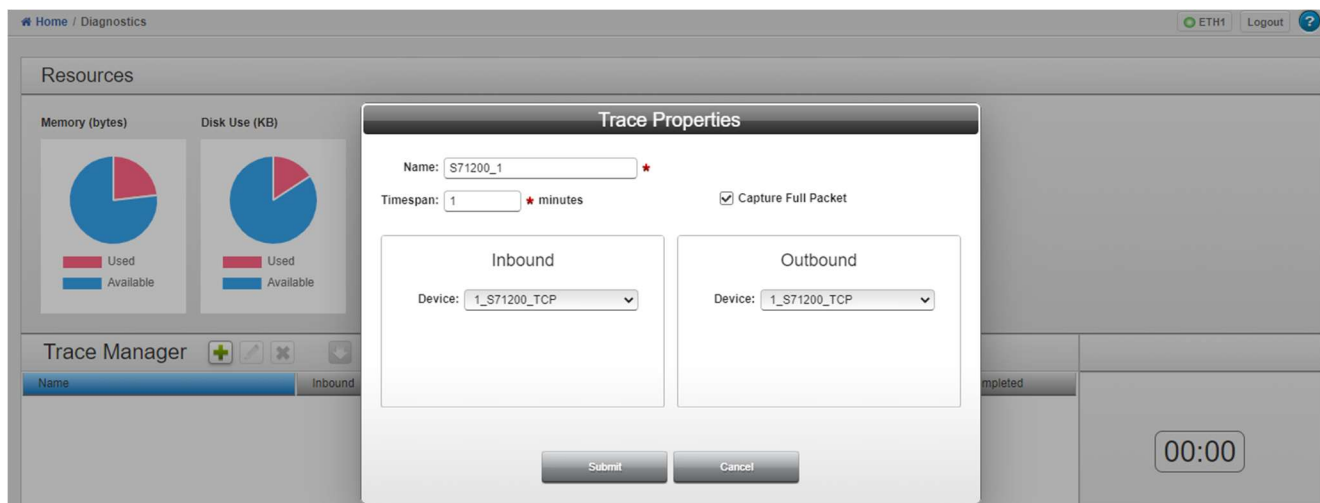 Home / Diagnostics
ETH1 Logout ?
Resources
Memory (bytes) Disk Use (KB)
Used Used
Available Available
Trace Properties
Name: S71200_1 *
Timespan: 1 * minutes Capture Full Packet
Inbound Outbound
Device: 1_S71200_TCP Device: 1_S71200_TCP
Submit Cancel
Trace Manager
Name Inbound mpleted
00:00